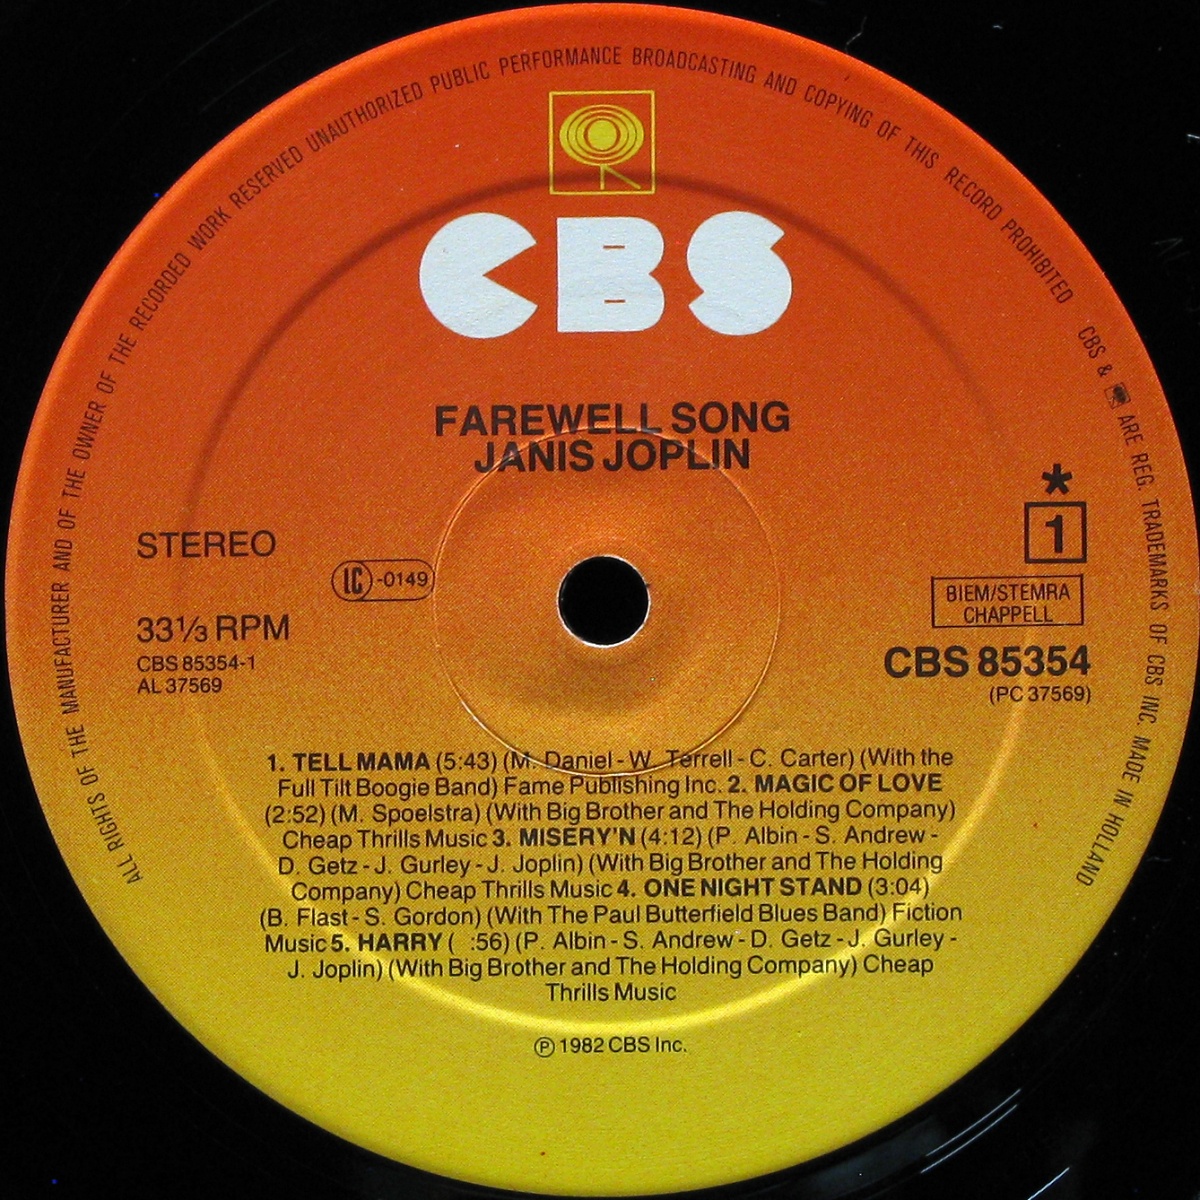 ALL RIGHTS OF THE MANUFACTURER AND OF THE OWNER OF THE RECORDED WORK RESERVED UNAUTHORIZED PUBLIC PERFORMANCE BROADCASTING AND COPYING OF THIS RECORD PROHIBITED CBS & ARE REG. TRADEMARKS OF CBS INC. MADE IN HOLLAND
CBS
FAREWELL SONG
JANIS JOPLIN
STEREO
LC -0149
33⅓ RPM
CBS 85354-1
AL 37569
*
1
BIEM/STEMRA
CHAPPELL
CBS 85354
(PC 37569)
1. TELL MAMA (5:43) (M. Daniel - W. Terrell - C. Carter) (With the
Full Tilt Boogie Band) Fame Publishing Inc. 2. MAGIC OF LOVE
(2:52) (M. Spoelstra) (With Big Brother and The Holding Company)
Cheap Thrills Music 3. MISERY'N (4:12) (P. Albin - S. Andrew -
D. Getz - J. Gurley - J. Joplin) (With Big Brother and The Holding
Company) Cheap Thrills Music 4. ONE NIGHT STAND (3:04)
(B. Flast - S. Gordon) (With The Paul Butterfield Blues Band) Fiction
Music 5. HARRY ( :56) (P. Albin - S. Andrew - D. Getz - J. Gurley -
J. Joplin) (With Big Brother and The Holding Company) Cheap
Thrills Music
Ⓟ 1982 CBS Inc.